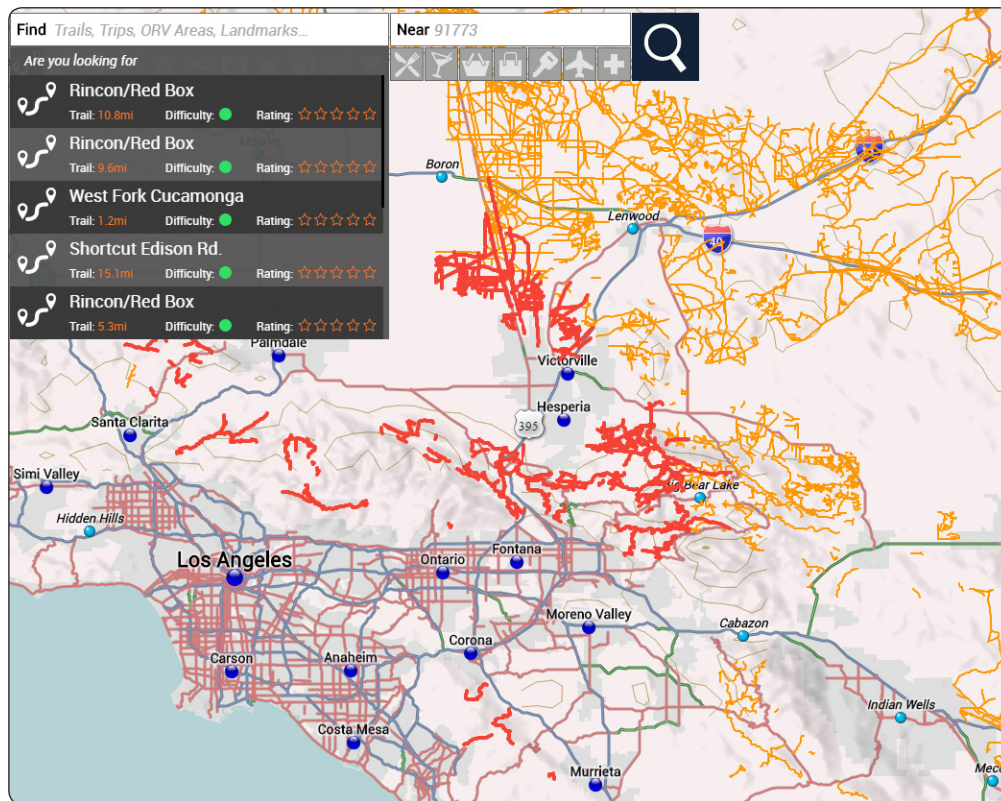 Find Trails, Trips, ORV Areas, Landmarks...
Near 91773
Are you looking for
Rincon/Red Box
Trail: 10.8mi Difficulty: Rating:
Rincon/Red Box
Trail: 9.6mi Difficulty: Rating:
West Fork Cucamonga
Trail: 1.2mi Difficulty: Rating:
Shortcut Edison Rd.
Trail: 15.1mi Difficulty: Rating:
Rincon/Red Box
Trail: 5.3mi Difficulty: Rating:
Boron
Lenwood
40
Palmdale
Victorville
Hesperia
395
Santa Clarita
Simi Valley
Big Bear Lake
Hidden Hills
Los Angeles
Ontario
Fontana
Moreno Valley
Cabazon
Corona
Carson
Anaheim
Indian Wells
Costa Mesa
Murrieta